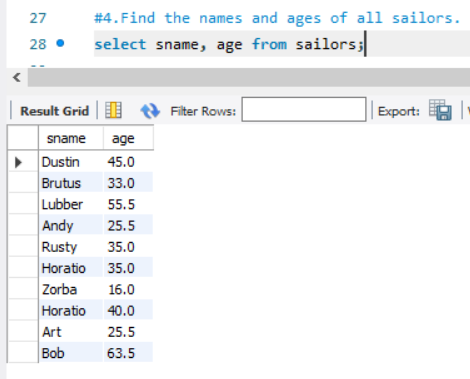 27 #4.Find the names and ages of all sailors.
28 select sname, age from sailors;
Result Grid Filter Rows: Export:
sname age
Dustin 45.0
Brutus 33.0
Lubber 55.5
Andy 25.5
Rusty 35.0
Horatio 35.0
Zorba 16.0
Horatio 40.0
Art 25.5
Bob 63.5